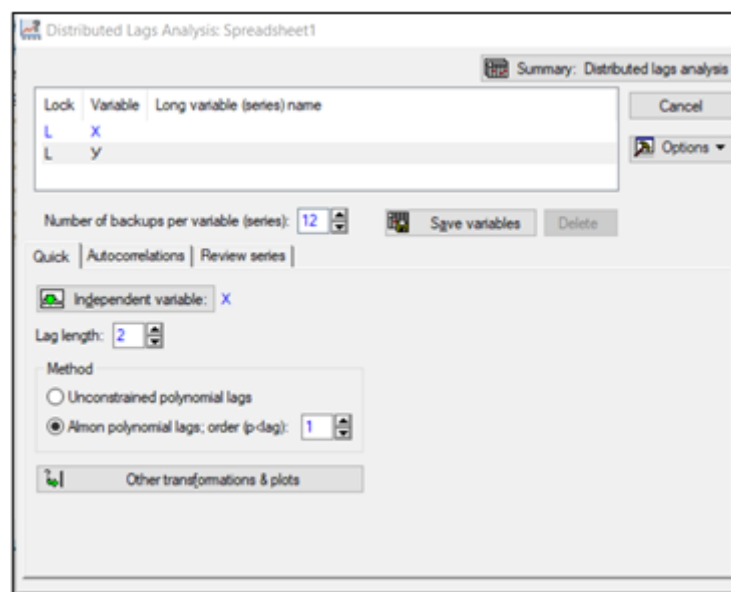 Distributed Lags Analysis: Spreadsheet1
Summary: Distributed lags analysis
Lock Variable Long variable (series) name
L X
L У
Cancel
Options
Number of backups per variable (series): 12 Save variables Delete
Quick Autocorrelations Review series
Independent variable: X
Lag length: 2
Method
Unconstrained polynomial lags
Almon polynomial lags; order (p<lag): 1
Other transformations & plots